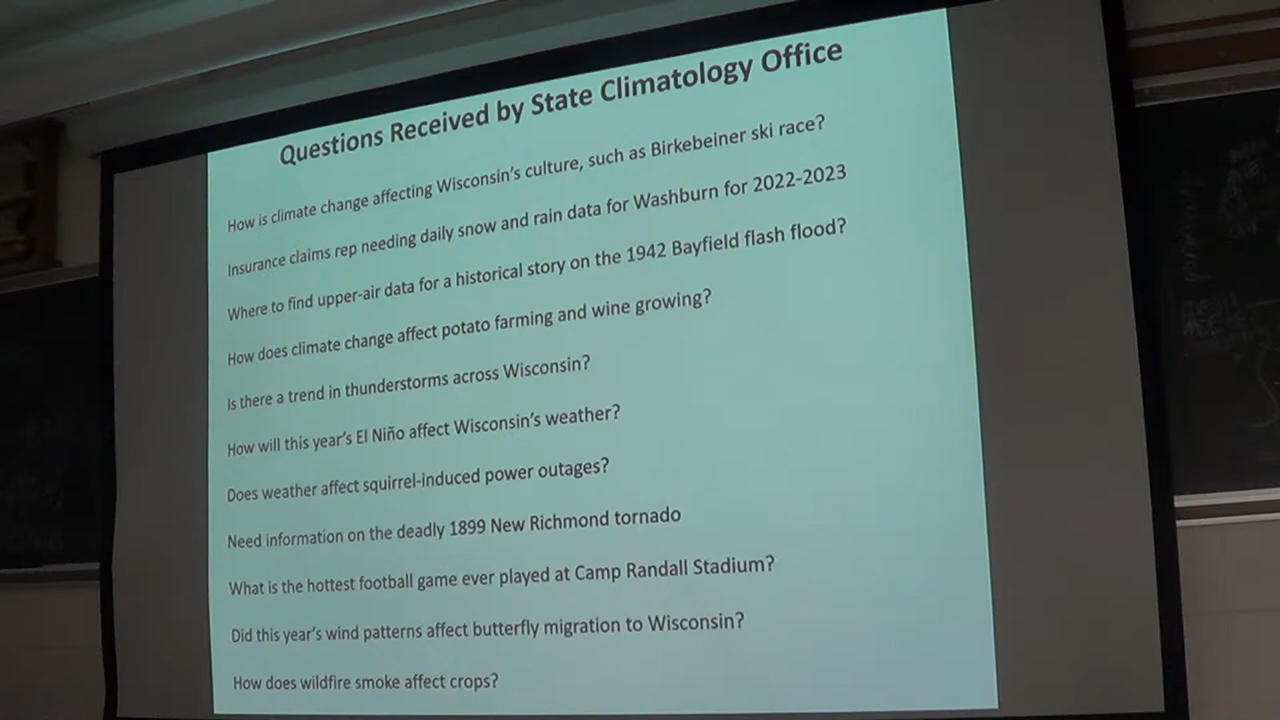 Questions Received by State Climatology Office
How is climate change affecting Wisconsin's culture, such as Birkebeiner ski race?
Insurance claims rep needing daily snow and rain data for Washburn for 2022-2023
Where to find upper-air data for a historical story on the 1942 Bayfield flash flood?
How does climate change affect potato farming and wine growing?
Is there a trend in thunderstorms across Wisconsin?
How will this year's El Niño affect Wisconsin's weather?
Does weather affect squirrel-induced power outages?
Need information on the deadly 1899 New Richmond tornado
What is the hottest football game ever played at Camp Randall Stadium?
Did this year's wind patterns affect butterfly migration to Wisconsin?
How does wildfire smoke affect crops?